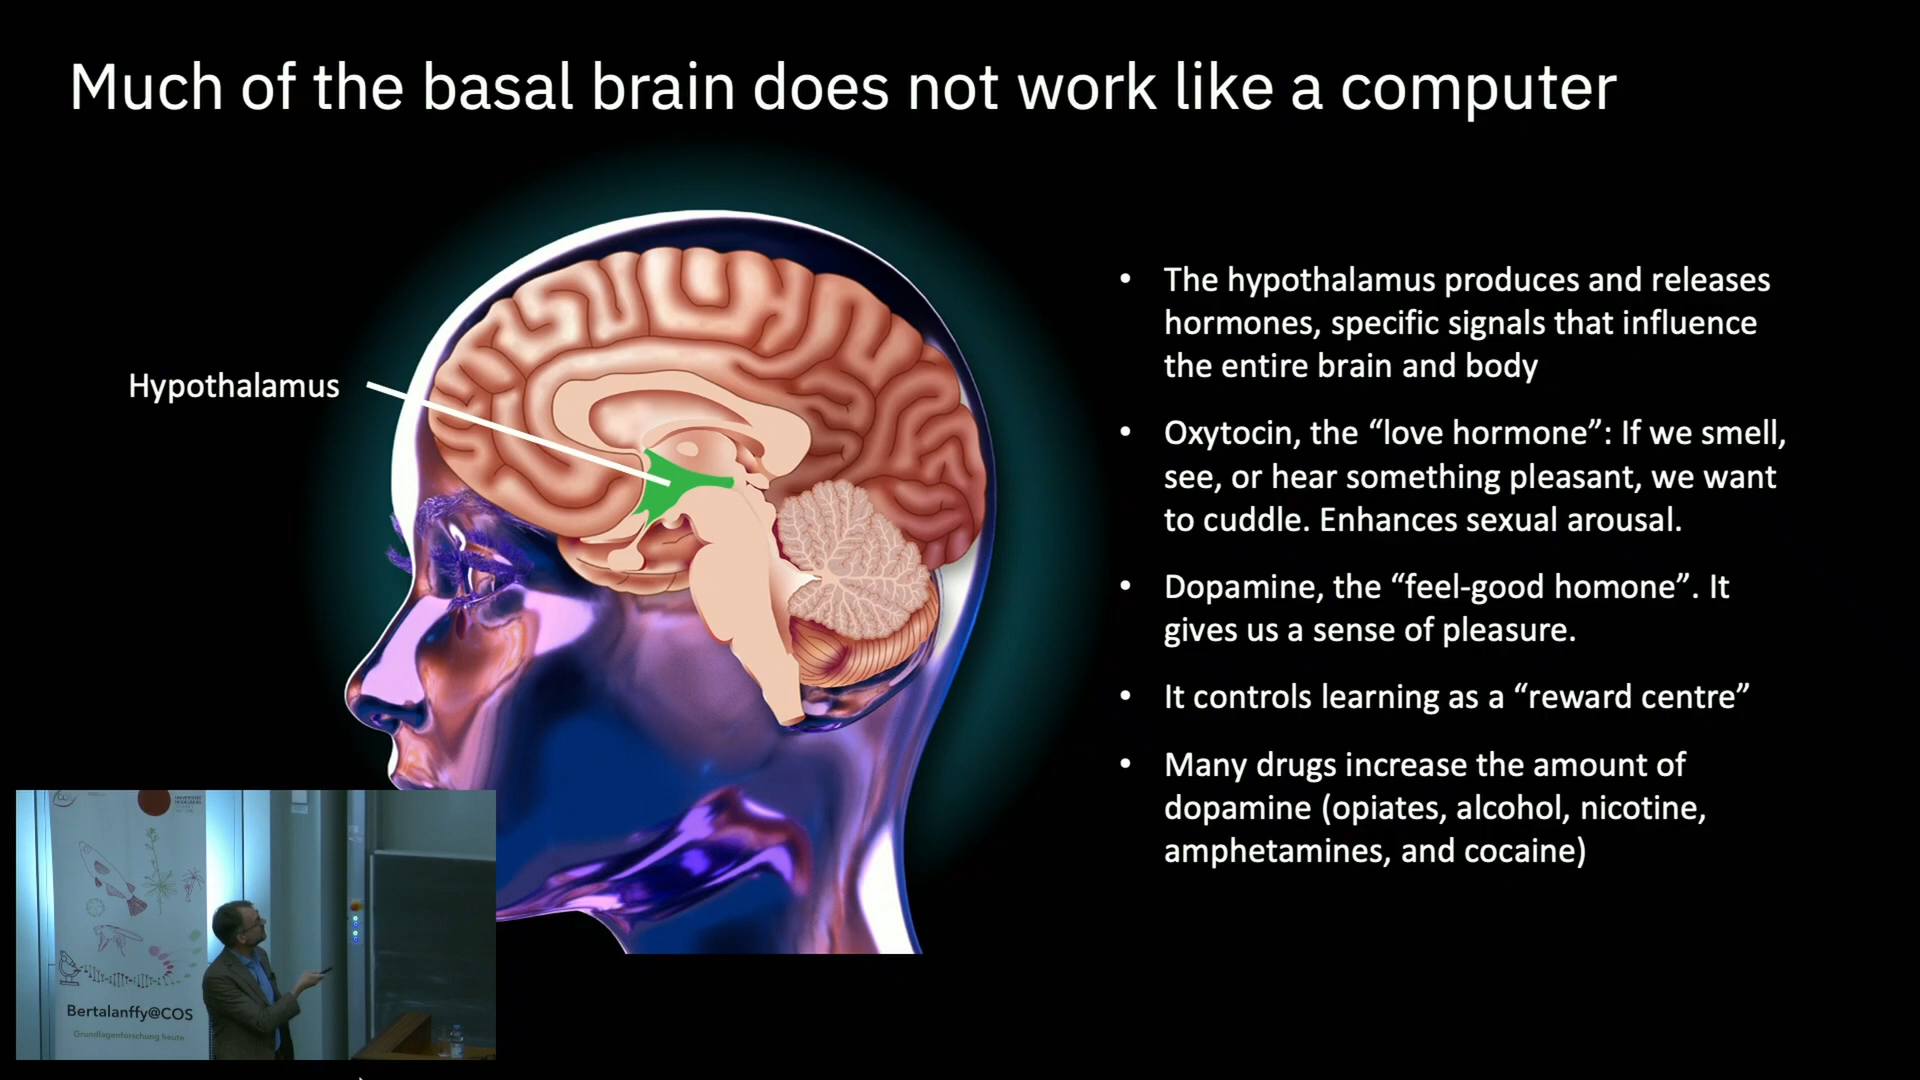 Much of the basal brain does not work like a computer
Hypothalamus
• The hypothalamus produces and releases
hormones, specific signals that influence
the entire brain and body
• Oxytocin, the “love hormone”: If we smell,
see, or hear something pleasant, we want
to cuddle. Enhances sexual arousal.
• Dopamine, the “feel-good homone”. It
gives us a sense of pleasure.
• It controls learning as a “reward centre”
• Many drugs increase the amount of
dopamine (opiates, alcohol, nicotine,
amphetamines, and cocaine)
Bertalanffy@COS
Grundlagenforschung heute